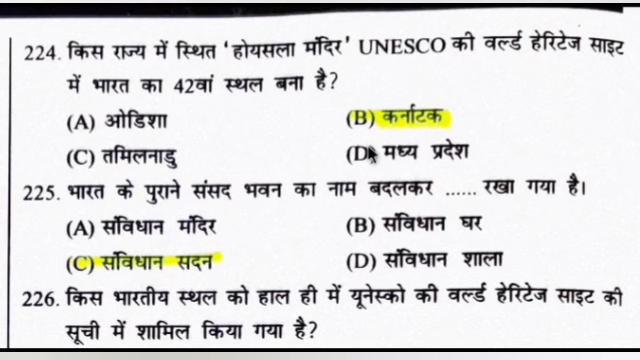 224. किस राज्य में स्थित 'होयसला मंदिर' UNESCO की वर्ल्ड हेरिटेज साइट
में भारत का 42वां स्थल बना है?
(A) ओडिशा (B) कर्नाटक
(C) तमिलनाडु (D) मध्य प्रदेश
225. भारत के पुराने संसद भवन का नाम बदलकर ...... रखा गया है।
(A) संविधान मंदिर (B) संविधान घर
(C) संविधान सदन (D) संविधान शाला
226. किस भारतीय स्थल को हाल ही में यूनेस्को की वर्ल्ड हेरिटेज साइट की
सूची में शामिल किया गया है?